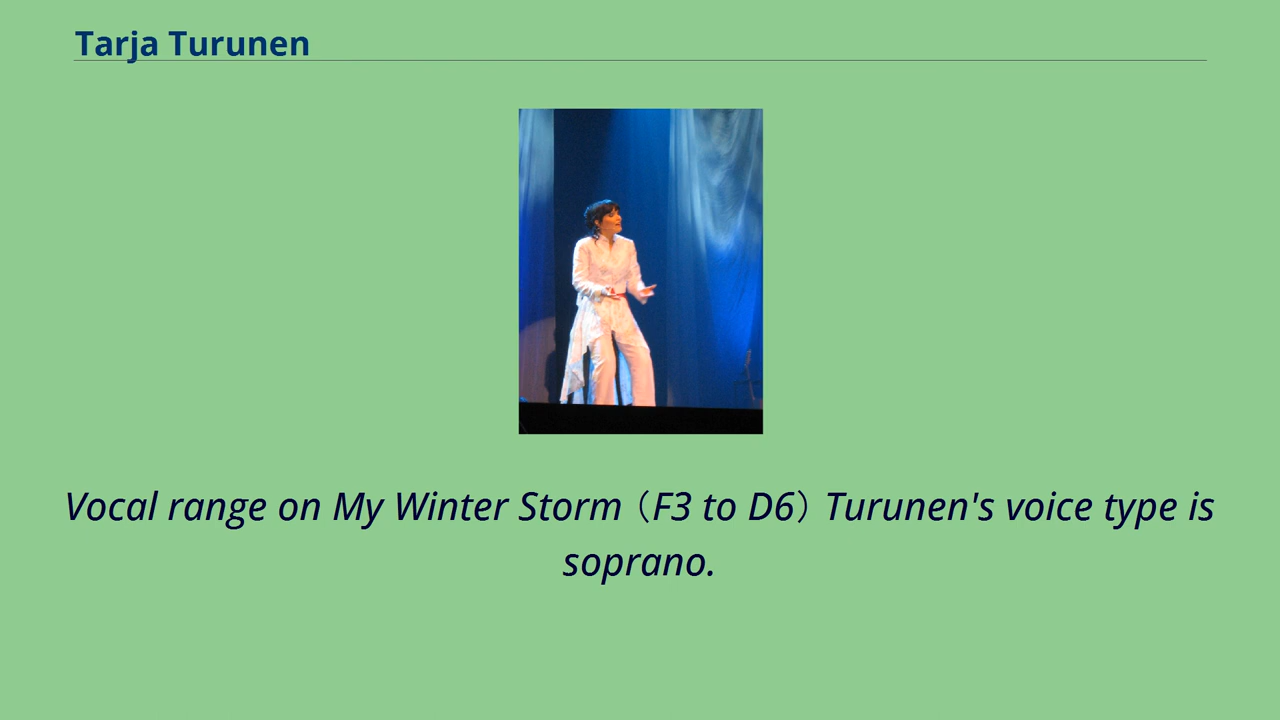 Tarja Turunen
Vocal range on My Winter Storm（F3 to D6）Turunen's voice type is
soprano.